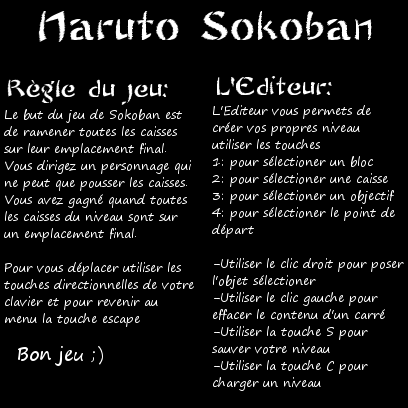 Naruto Sokoban
Règle du jeu:
Le but du jeu de Sokoban est
de ramener toutes les caisses
sur leur emplacement final.
Vous dirigez un personnage qui
ne peut que pousser les caisses.
Vous avez gagné quand toutes
les caisses du niveau sont sur
un emplacement final.
Pour vous déplacer utiliser les
touches directionnelles de votre
clavier et pour revenir au
menu la touche escape
Bon jeu ;)
L'Editeur:
L'Editeur vous permets de
créer vos propres niveau
utiliser les touches
1: pour sélectioner un bloc
2: pour sélectioner une caisse
3: pour sélectioner un objectif
4: pour sélectioner le point de
départ
-Utiliser le clic droit pour poser
l'objet sélectioner
-Utiliser le clic gauche pour
effacer le contenu d'un carré
-Utiliser la touche S pour
sauver votre niveau
-Utiliser la touche C pour
charger un niveau